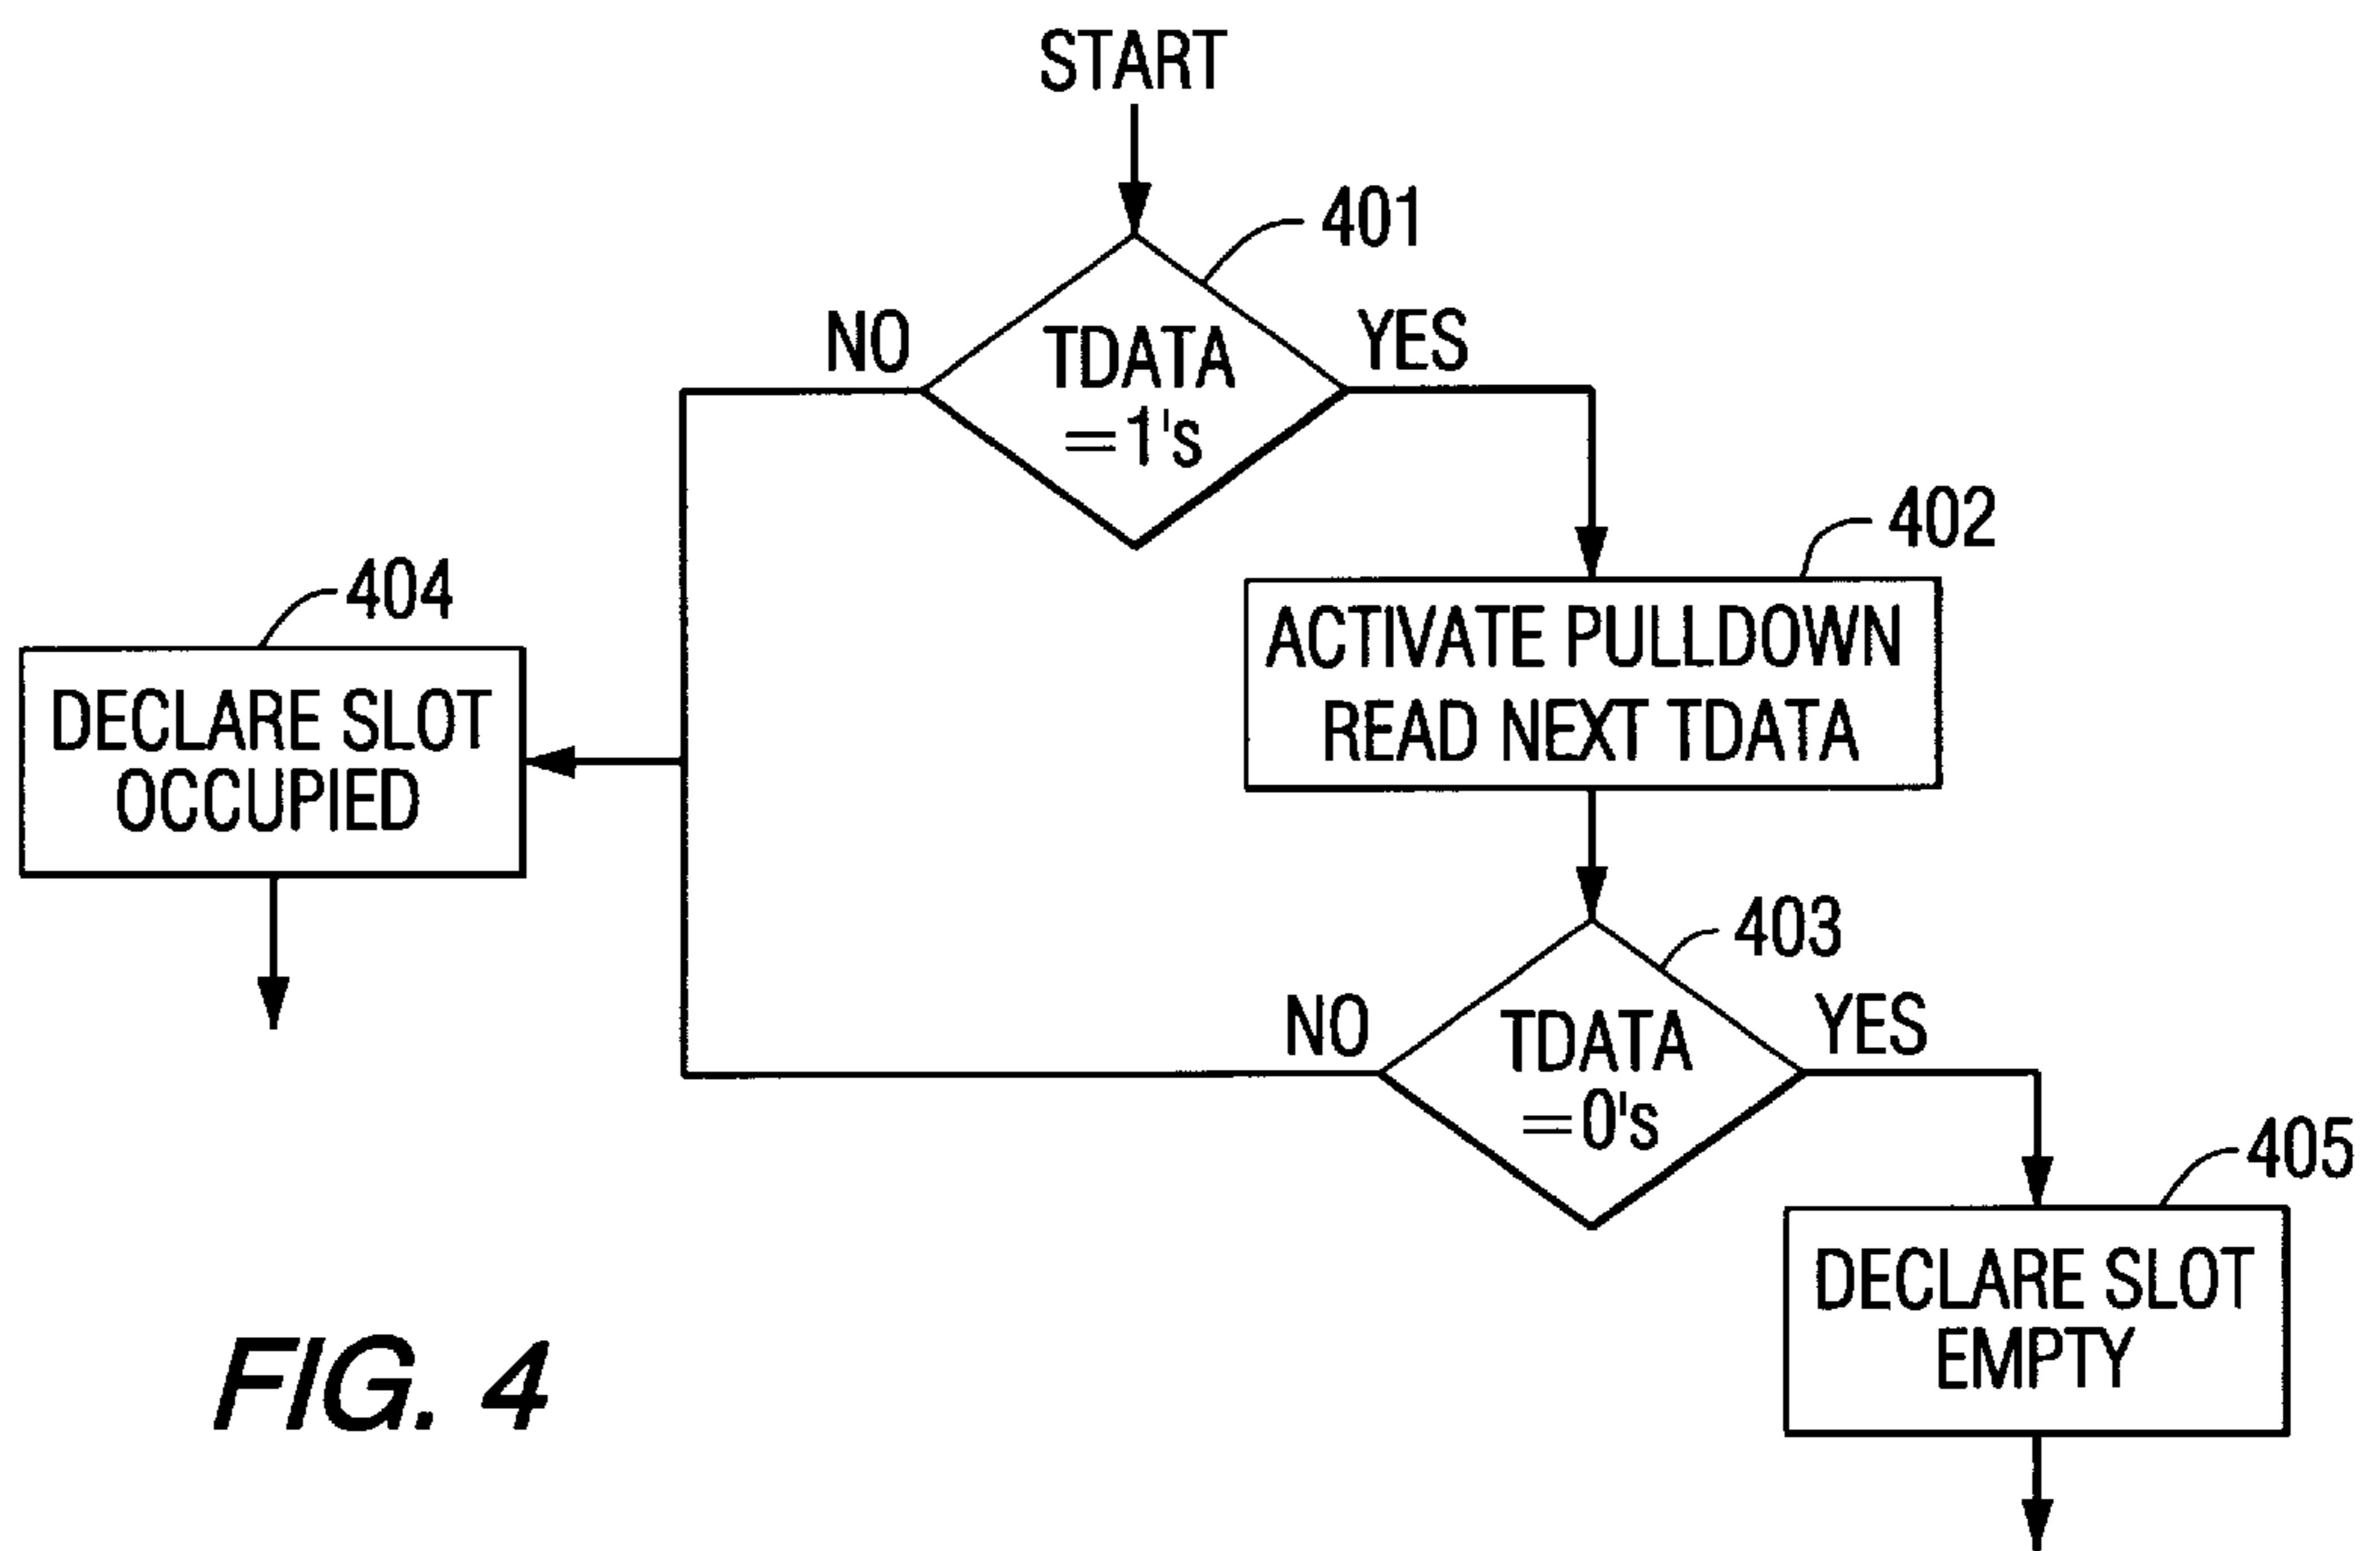 START
401
NO
TDATA
=1's
YES
402
ACTIVATE PULLDOWN
READ NEXT TDATA
404
DECLARE SLOT
OCCUPIED
403
NO
TDATA
=0's
YES
405
DECLARE SLOT
EMPTY
FIG. 4